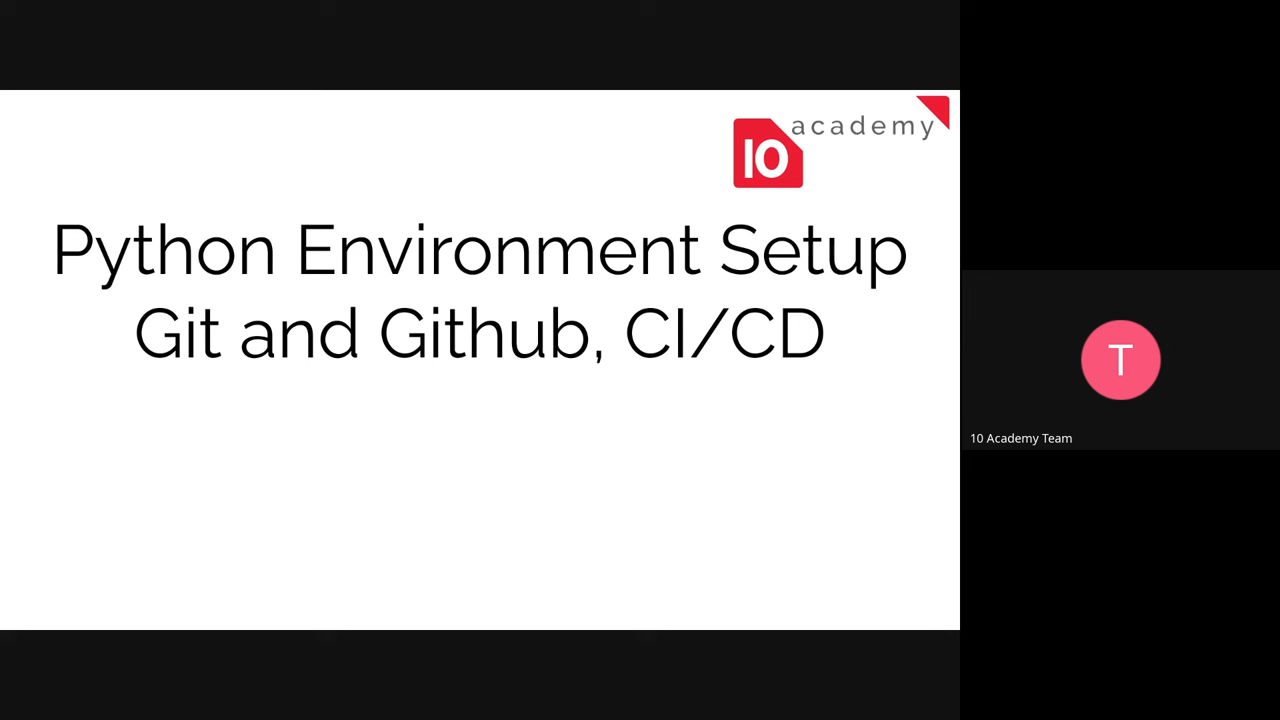 academy
10
Python Environment Setup
Git and Github, CI/CD
T
10 Academy Team